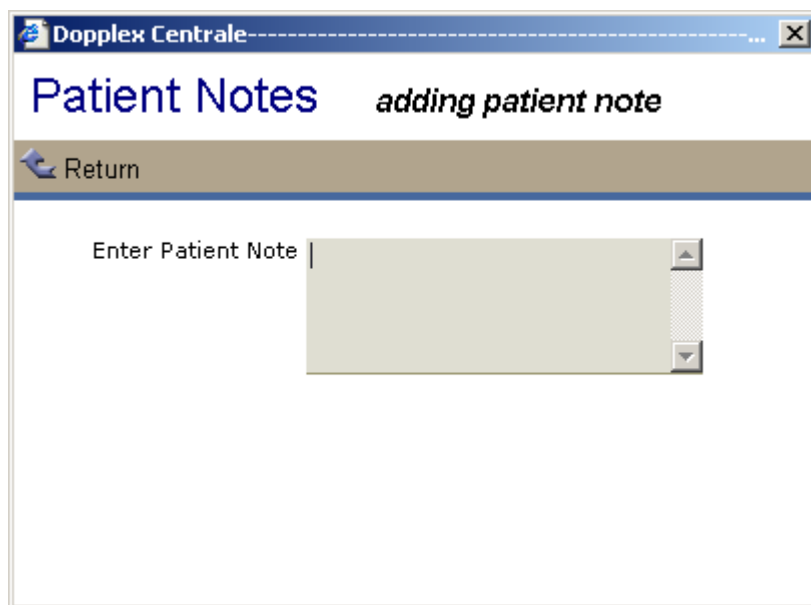 Dopplex Centrale--------------------------------------------------...
Patient Notes adding patient note
Return
Enter Patient Note